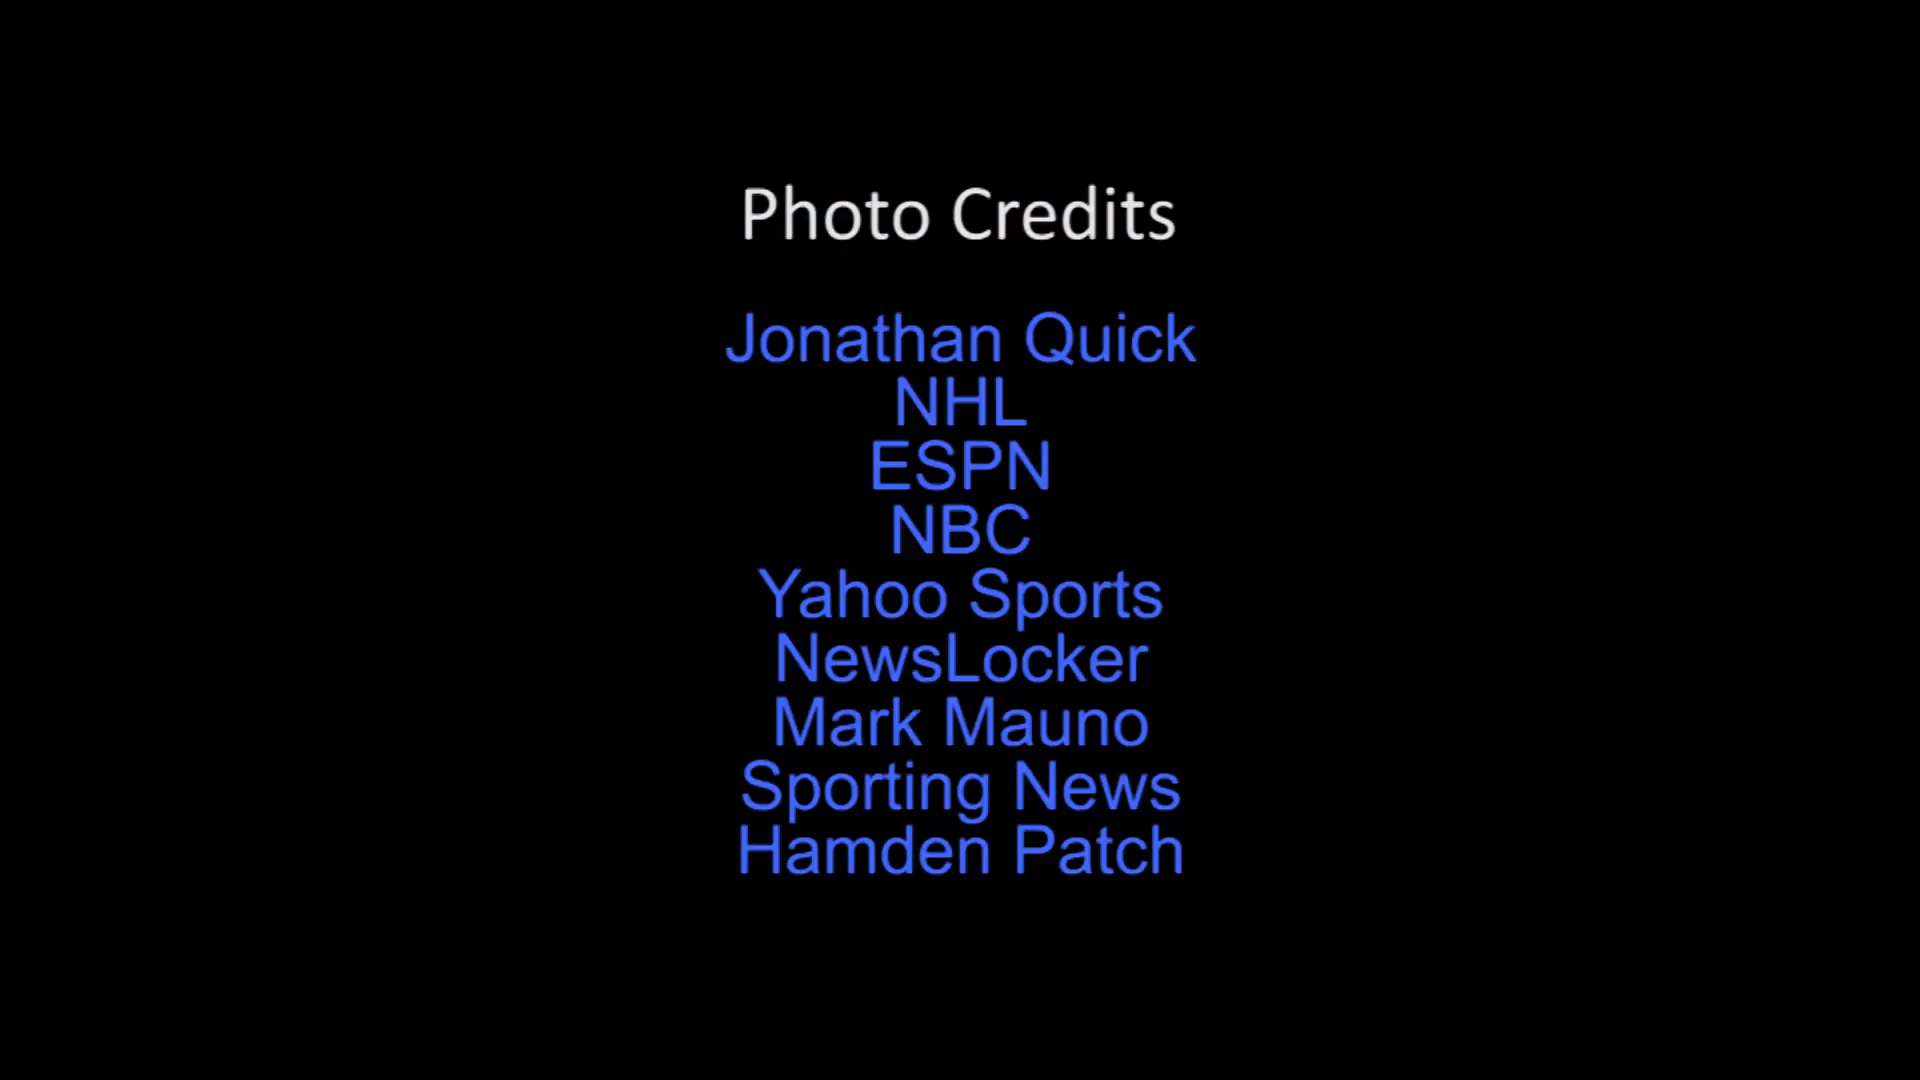 Photo Credits
Jonathan Quick
NHL
ESPN
NBC
Yahoo Sports
NewsLocker
Mark Mauno
Sporting News
Hamden Patch